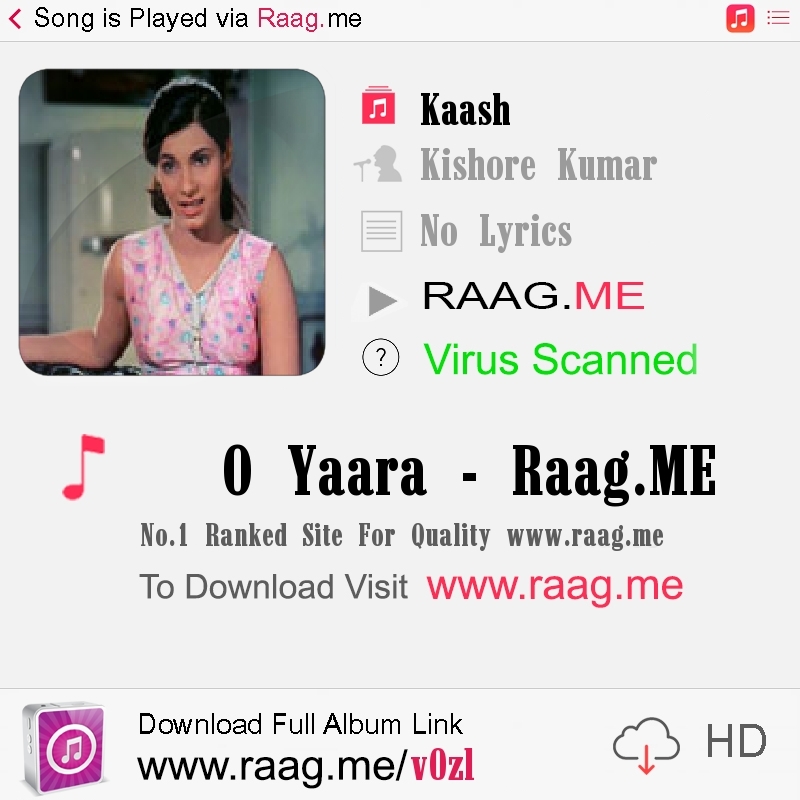 Song is Played via Raag.me
Kaash
Kishore Kumar
No Lyrics
RAAG.ME
? Virus Scanned
O Yaara - Raag.ME
No.1 Ranked Site For Quality www.raag.me
To Download Visit www.raag.me
Download Full Album Link
www.raag.me/v0zl
HD